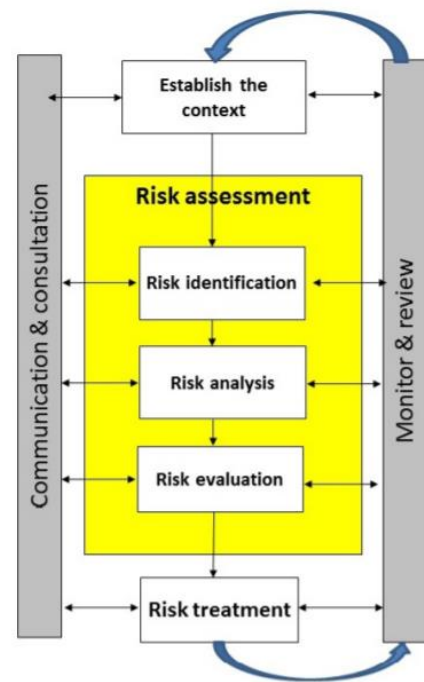 Establish the
context
Communication & consultation
Risk assessment
Risk identification
Risk analysis
Risk evaluation
Monitor & review
Risk treatment